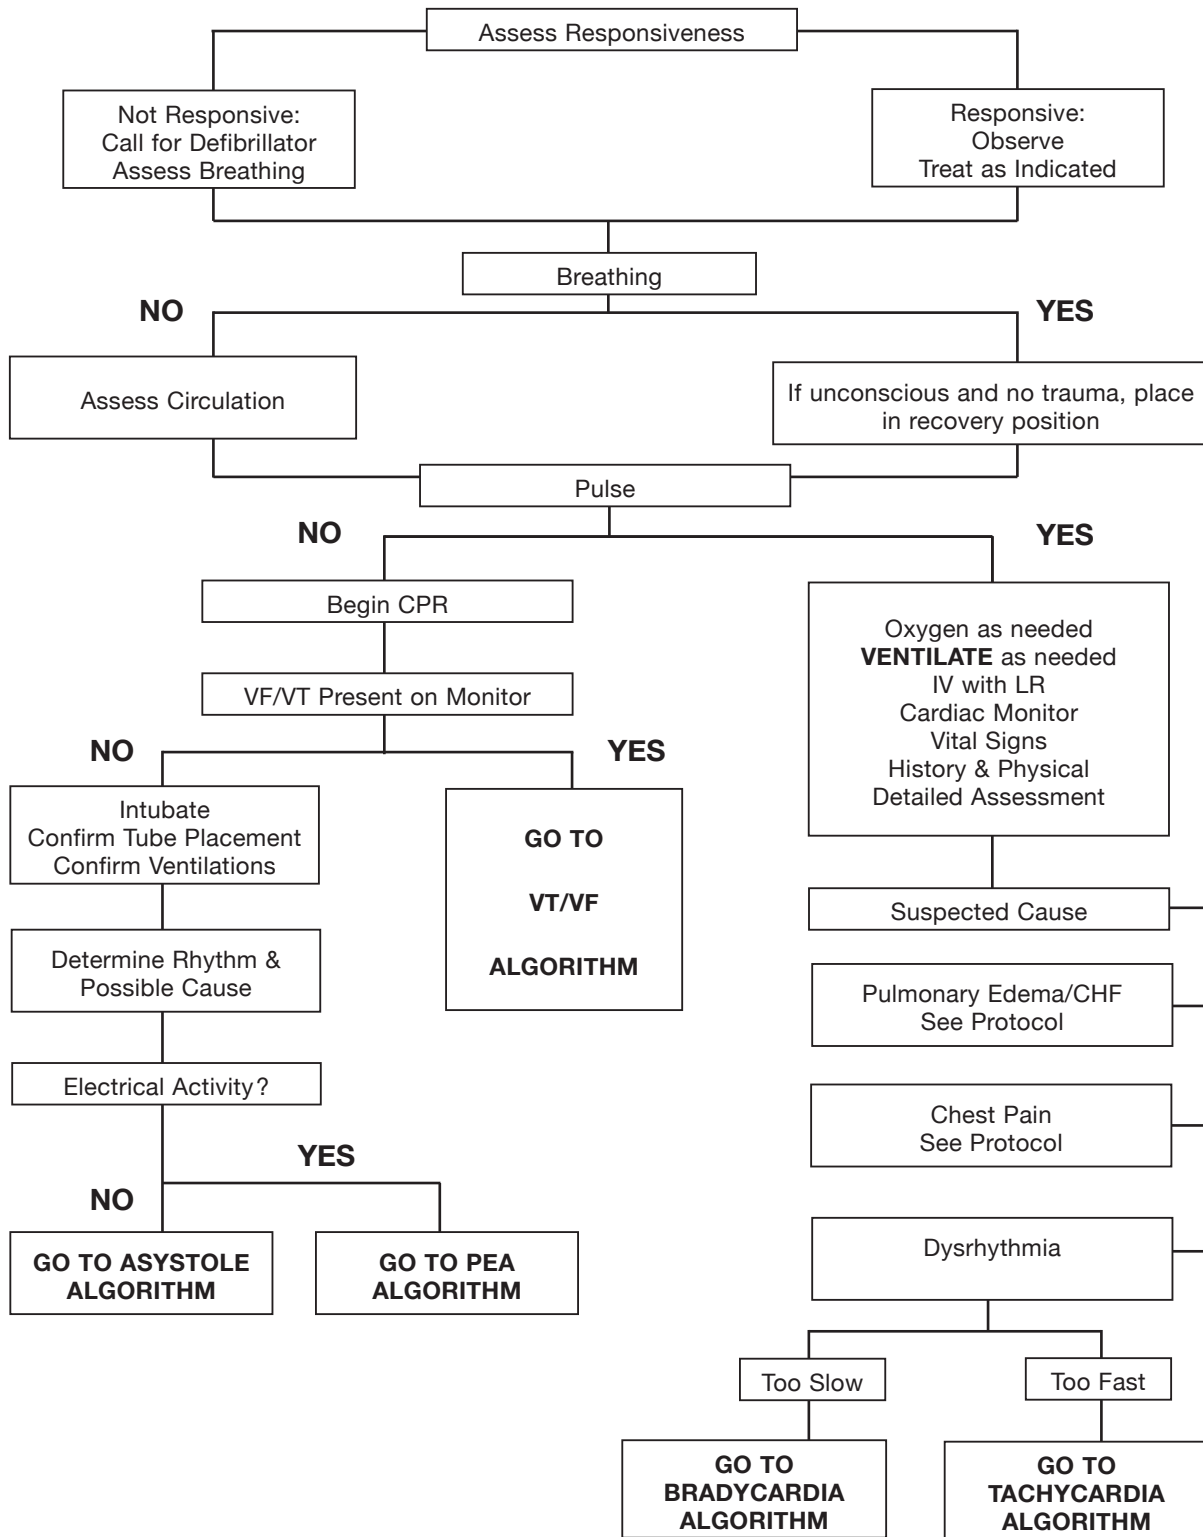 Assess Responsiveness
Not Responsive:
Call for Defibrillator
Assess Breathing
Responsive:
Observe
Treat as Indicated
Breathing
NO
YES
Assess Circulation
If unconscious and no trauma, place
in recovery position
Pulse
NO
YES
Begin CPR
VF/VT Present on Monitor
Oxygen as needed
VENTILATE as needed
IV with LR
Cardiac Monitor
Vital Signs
History & Physical
Detailed Assessment
NO
YES
Intubate
Confirm Tube Placement
Confirm Ventilations
GO TO
VT/VF
ALGORITHM
Suspected Cause
Determine Rhythm &
Possible Cause
Pulmonary Edema/CHF
See Protocol
Electrical Activity?
Chest Pain
See Protocol
YES
NO
GO TO ASYSTOLE
ALGORITHM
GO TO PEA
ALGORITHM
Dysrhythmia
Too Slow
Too Fast
GO TO
BRADYCARDIA
ALGORITHM
GO TO
TACHYCARDIA
ALGORITHM